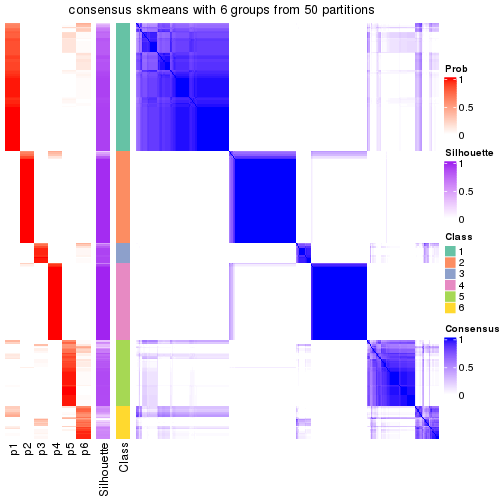 consensus skmeans with 6 groups from 50 partitions
Prob
1
0.5
0
Silhouette
1
0.5
0
Class
1
2
3
4
5
6
Consensus
1
0.5
0
p1
p2
p3
p4
p5
p6
Silhouette
Class